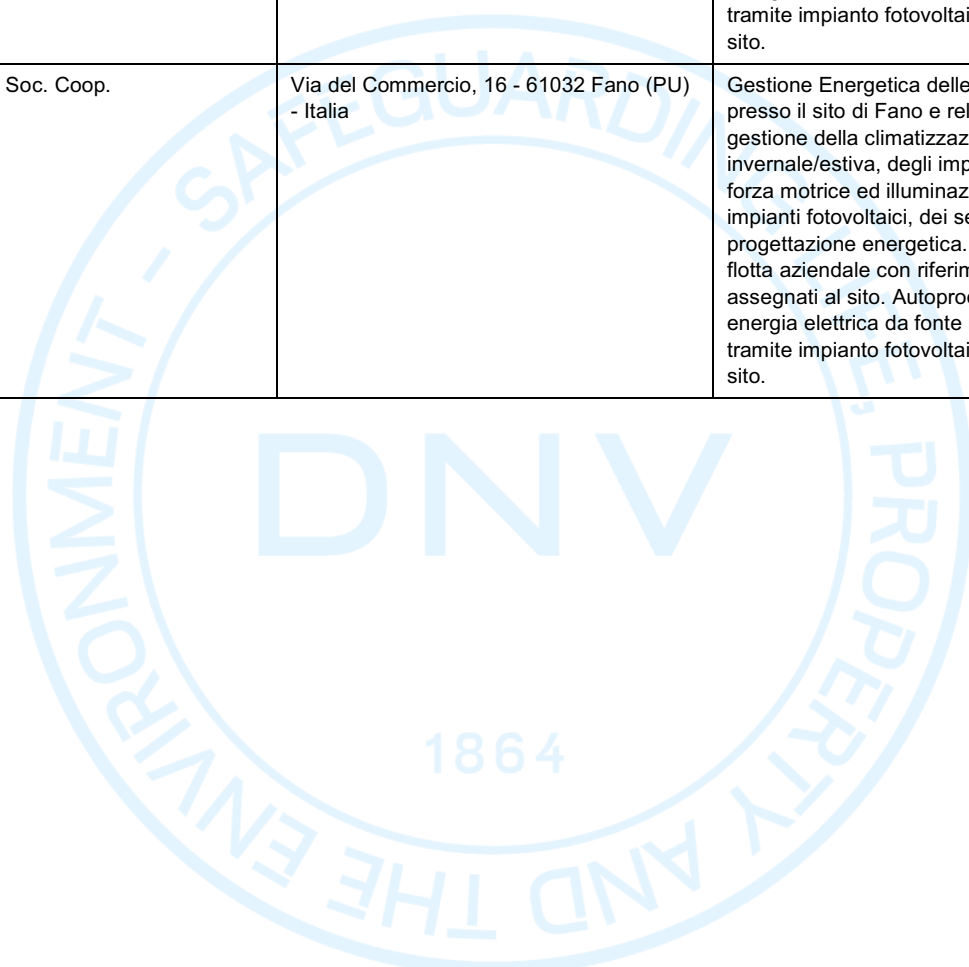 tramite impianto fotovoltai
sito.
Soc. Coop.
Via del Commercio, 16 - 61032 Fano (PU)
- Italia
Gestione Energetica delle
presso il sito di Fano e rel
gestione della climatizzaz
invernale/estiva, degli imp
forza motrice ed illuminaz
impianti fotovoltaici, dei se
progettazione energetica.
flotta aziendale con riferim
assegnati al sito. Autoprod
energia elettrica da fonte
tramite impianto fotovoltai
sito.
SAFEGUARDING LIFE, PROPERTY AND THE ENVIRONMENT -
DNV
1864